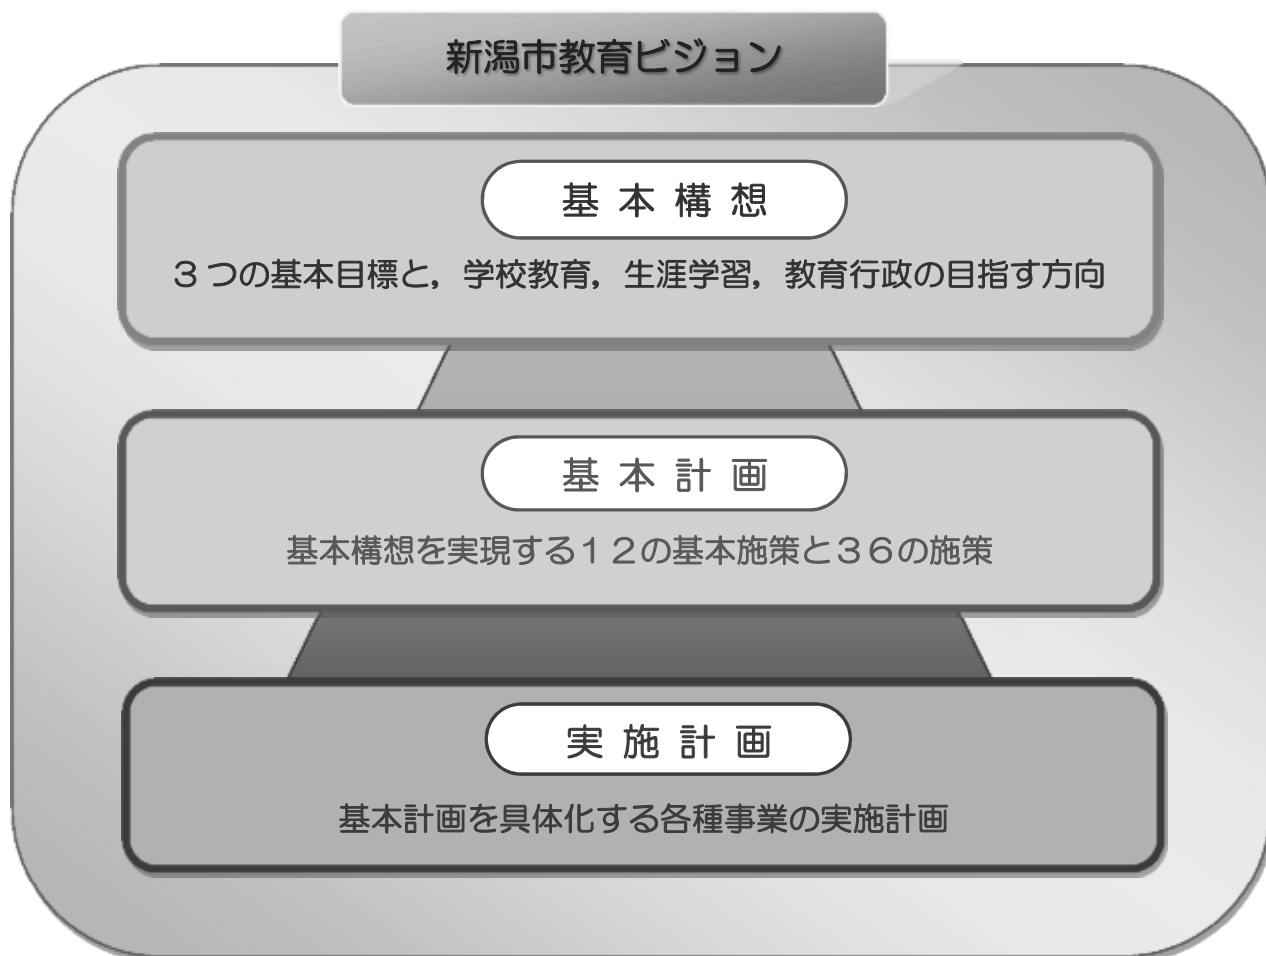 新潟市教育ビジョン
基本構想
３つの基本目標と，学校教育，生涯学習，教育行政の目指す方向
基本計画
基本構想を実現する１２の基本施策と３６の施策
実施計画
基本計画を具体化する各種事業の実施計画